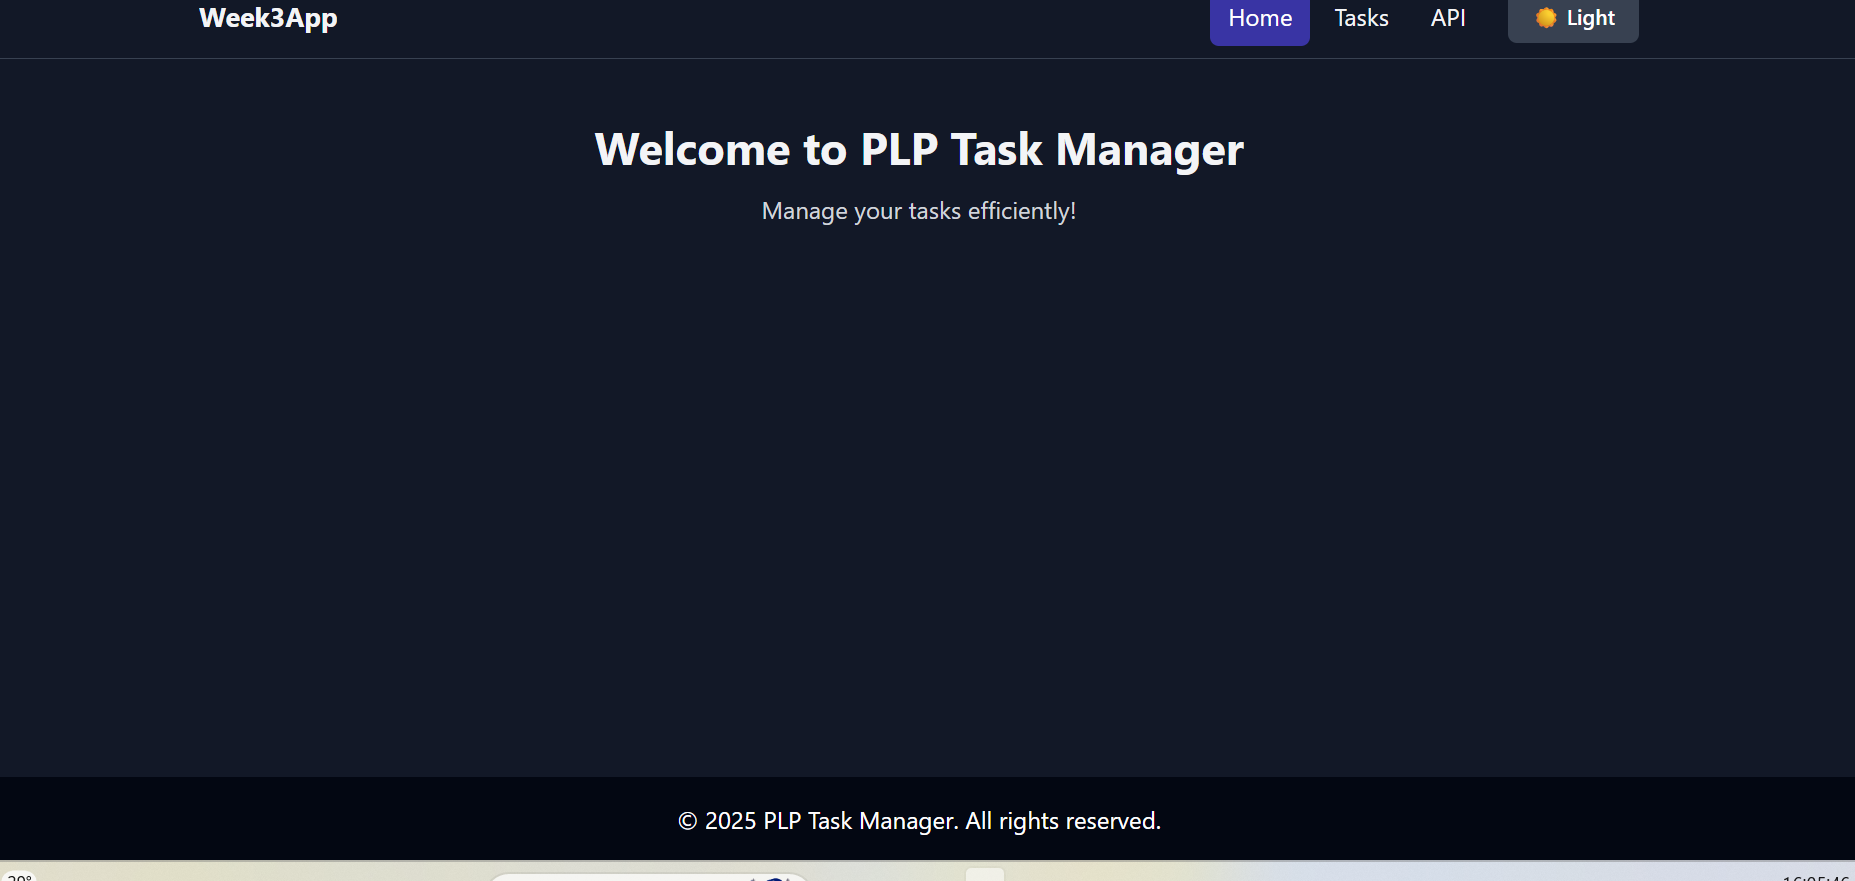 Week3App
Home
Tasks
API
Light
Welcome to PLP Task Manager
Manage your tasks efficiently!
© 2025 PLP Task Manager. All rights reserved.